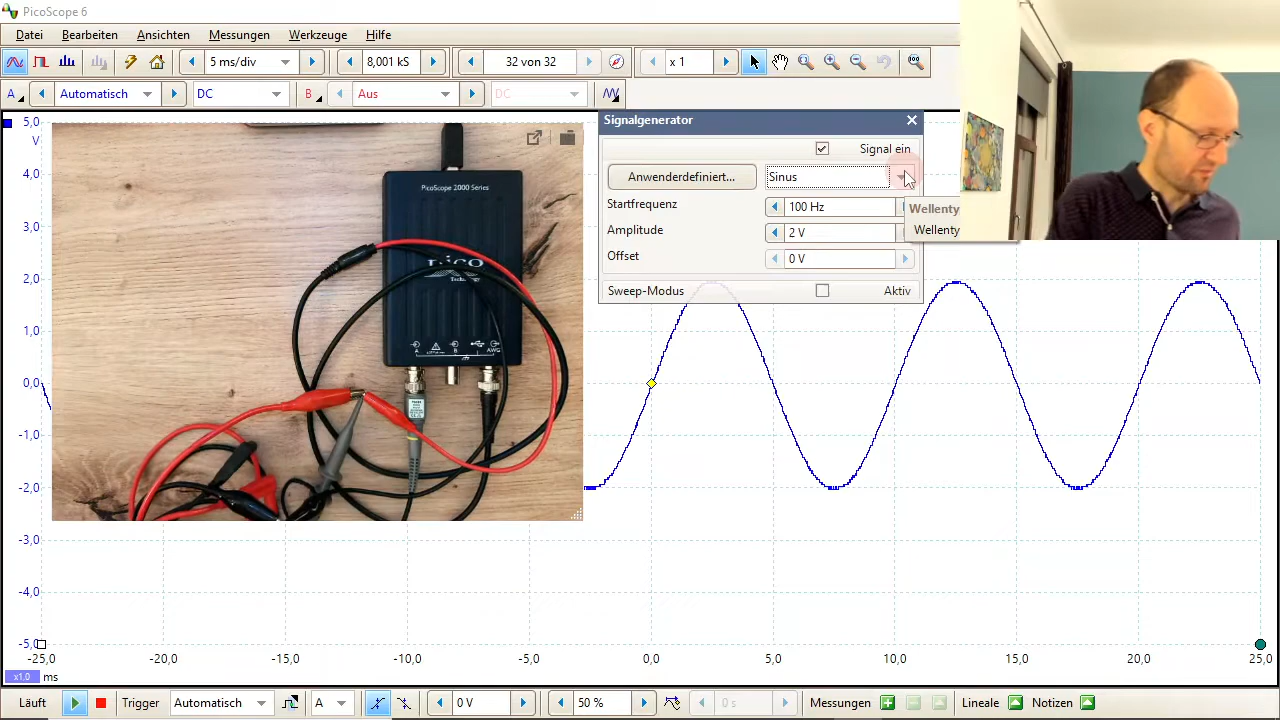 PicoScope 6
Datei Bearbeiten Ansichten Messungen Werkzeuge Hilfe
5 ms/div 8,001 kS 32 von 32 x 1
A Automatisch DC B Aus DC
5,0
V
4,0
3,0
2,0
1,0
0,0
-1,0
-2,0
-3,0
-4,0
-5,0
PicoScope 2000 Series
pico
Technology
A B AWG
Signalgenerator
Signal ein
Anwenderdefiniert... Sinus
Startfrequenz 100 Hz
Amplitude 2 V
Offset 0 V
Sweep-Modus Aktiv
Wellenty
Wellenty
-25,0 -20,0 -15,0 -10,0 -5,0 0,0 5,0 10,0 15,0 20,0 25,0
x1,0 ms
Läuft Trigger Automatisch A 0 V 50 % 0 s Messungen Lineale Notizen